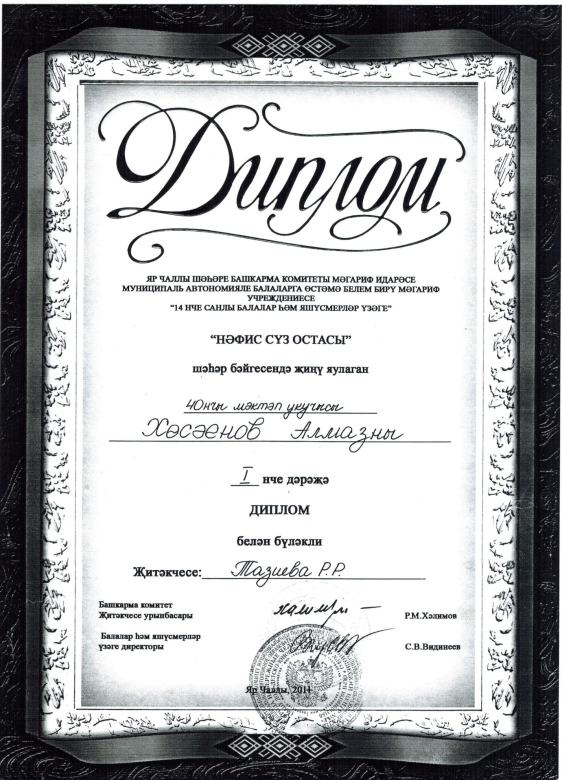 Диплом
ЯР ЧАЛЛЫ ШӘҺӘРЕ БАШКАРМА КОМИТЕТЫ МӘГАРИФ ИДАРӘСЕ
МУНИЦИПАЛЬ АВТОНОМИЯЛЕ БАЛАЛАРГА ӨСТӘМӘ БЕЛЕМ БИРҮ МӘГАРИФ
УЧРЕЖДЕНИЕСЕ
“14 НЧЕ САНЛЫ БАЛАЛАР ҺӘМ ЯШҮСМЕРЛӘР ҮЗӘГЕ”
“НӘФИС СҮЗ ОСТАСЫ”
шәһәр бәйгесендә җиңү яулаган
40нчы мәктәп укучысы
Хәсәенов Алмазны
I нче дәрәҗә
ДИПЛОМ
белән бүләкли
Җитәкчесе: Тазиева Р.Р.
Башкарма комитет
Җитәкчесе урынбасары Р.М.Хәлимов
Балалар һәм яшүсмерләр
үзәге директоры С.В.Видинеев
Яр Чаллы, 2014